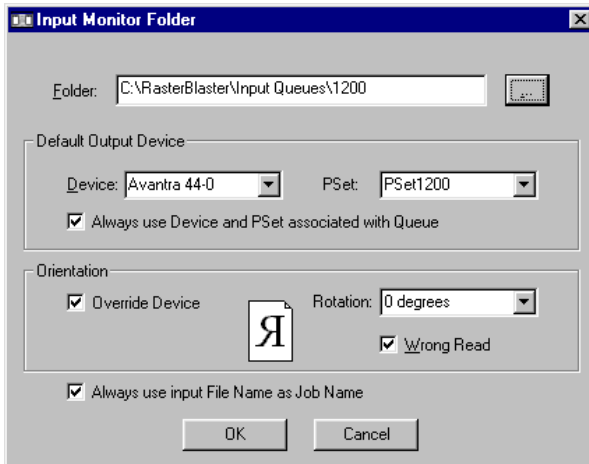 Input Monitor Folder
Folder: C:\RasterBlaster\Input Queues\1200 ...
Default Output Device
Device: Avantra 44-0 PSet: PSet1200
Always use Device and PSet associated with Queue
Orientation
Override Device Rotation: 0 degrees
Я
Wrong Read
Always use input File Name as Job Name
OK Cancel